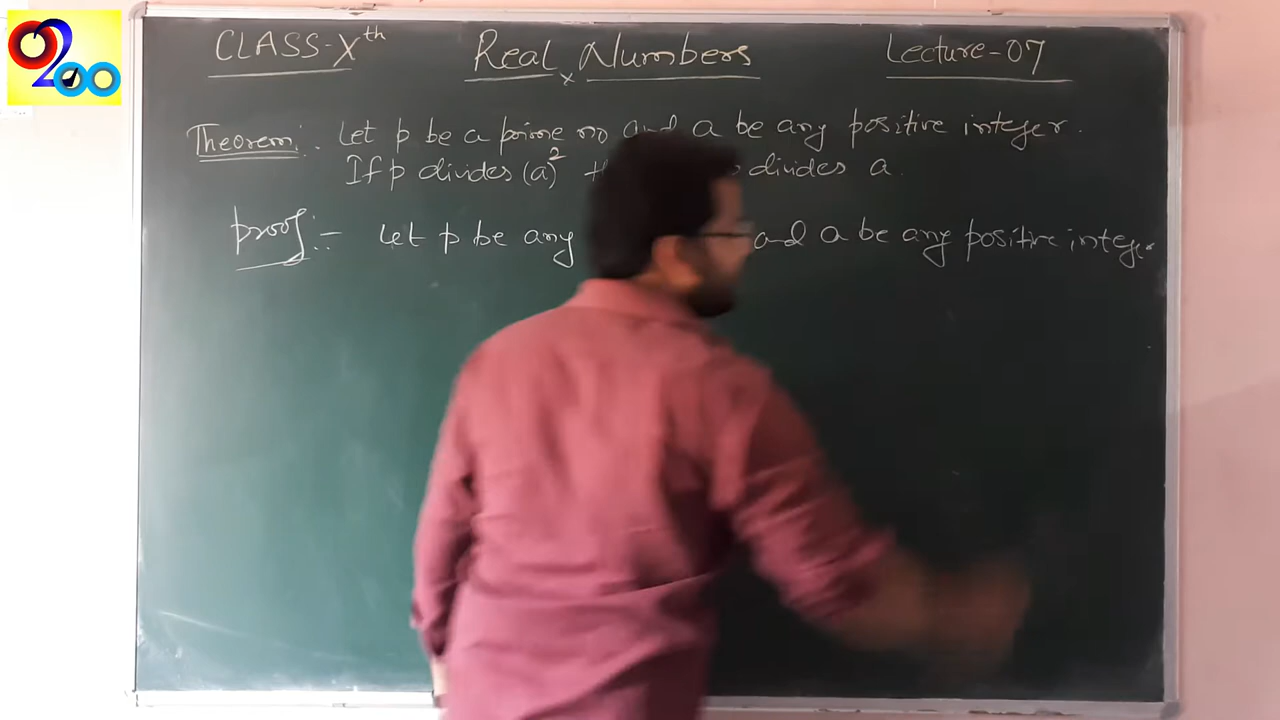 CLASS-Xth Real Numbers Lecture-07
Theorem:. Let p be a prime no and a be any positive integer.
If p divides (a)² divides a.
proof:- Let p be any and a be any positive integer